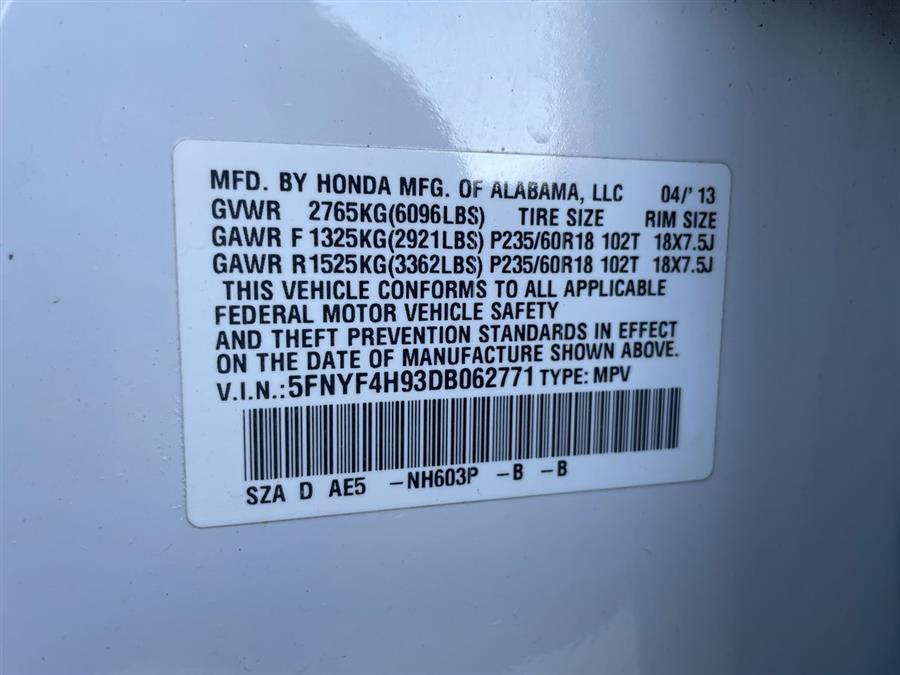 MFD. BY HONDA MFG. OF ALABAMA, LLC 04/'13
GVWR 2765KG(6096LBS) TIRE SIZE RIM SIZE
GAWR F1325KG(2921LBS) P235/60R18 102T 18X7.5J
GAWR R1525KG(3362LBS) P235/60R18 102T 18X7.5J
THIS VEHICLE CONFORMS TO ALL APPLICABLE
FEDERAL MOTOR VEHICLE SAFETY
AND THEFT PREVENTION STANDARDS IN EFFECT
ON THE DATE OF MANUFACTURE SHOWN ABOVE.
V.I.N.:5FNYF4H93DB062771 TYPE: MPV
SZA D AE5 -NH603P -B -B